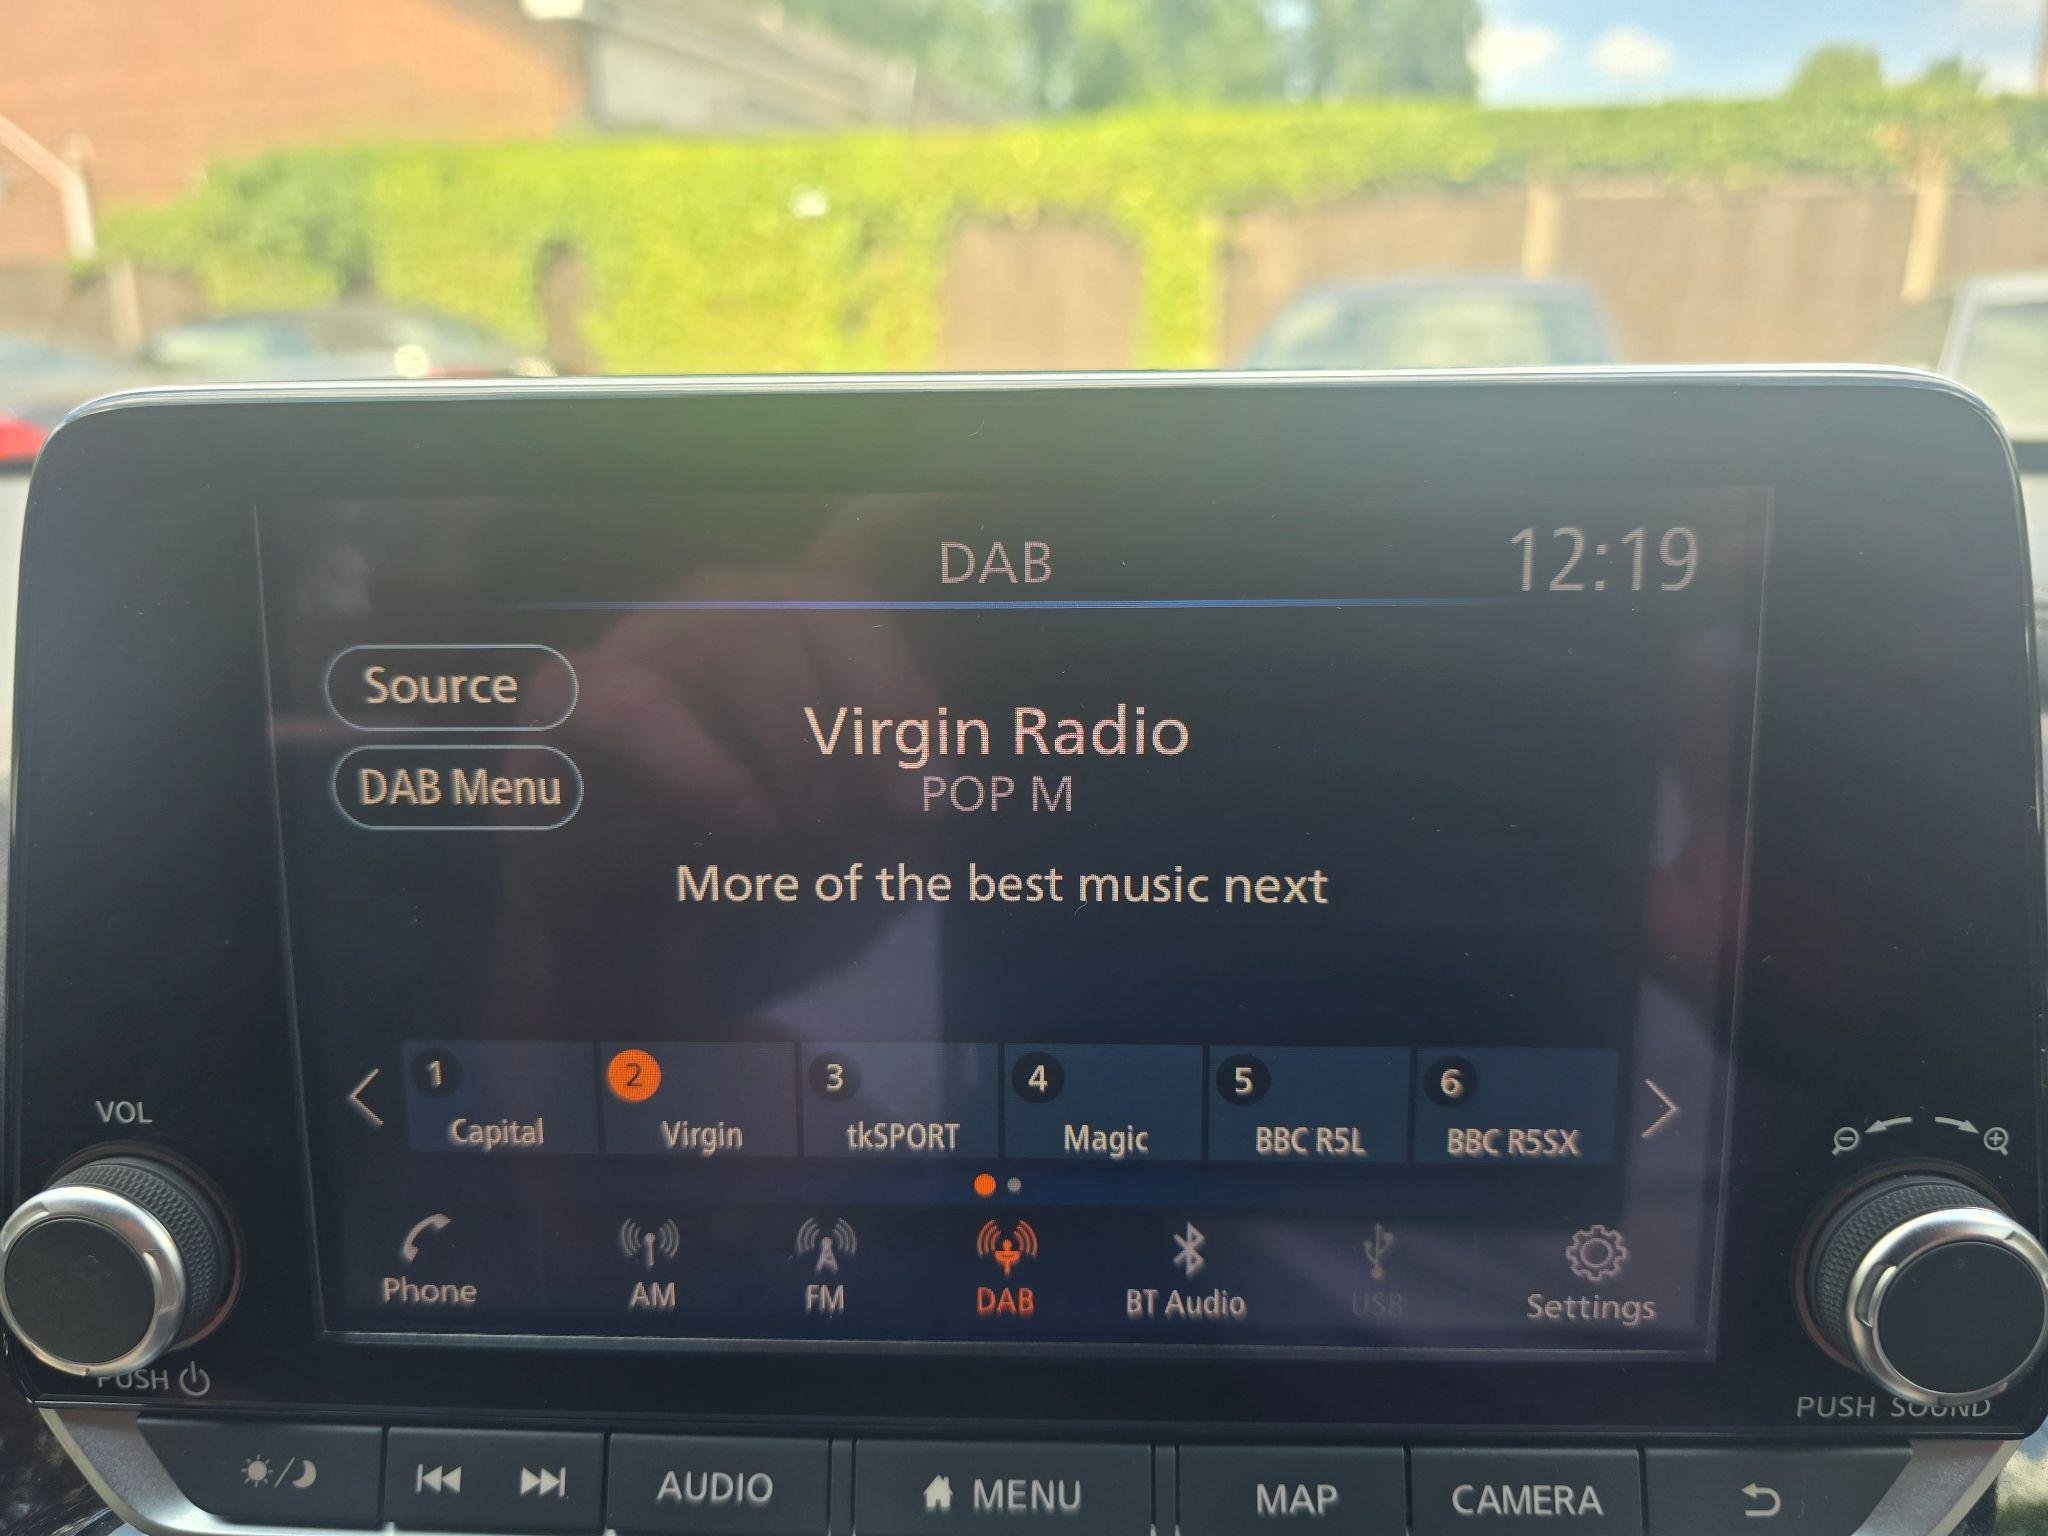 DAB
12:19
Source
Virgin Radio
DAB Menu
POP M
More of the best music next
1 2 3 4 5 6
Capital Virgin tkSPORT Magic BBC R5L BBC R5SX
VOL
Phone AM FM DAB BT Audio USB Settings
PUSH
PUSH SOUND
AUDIO MENU MAP CAMERA